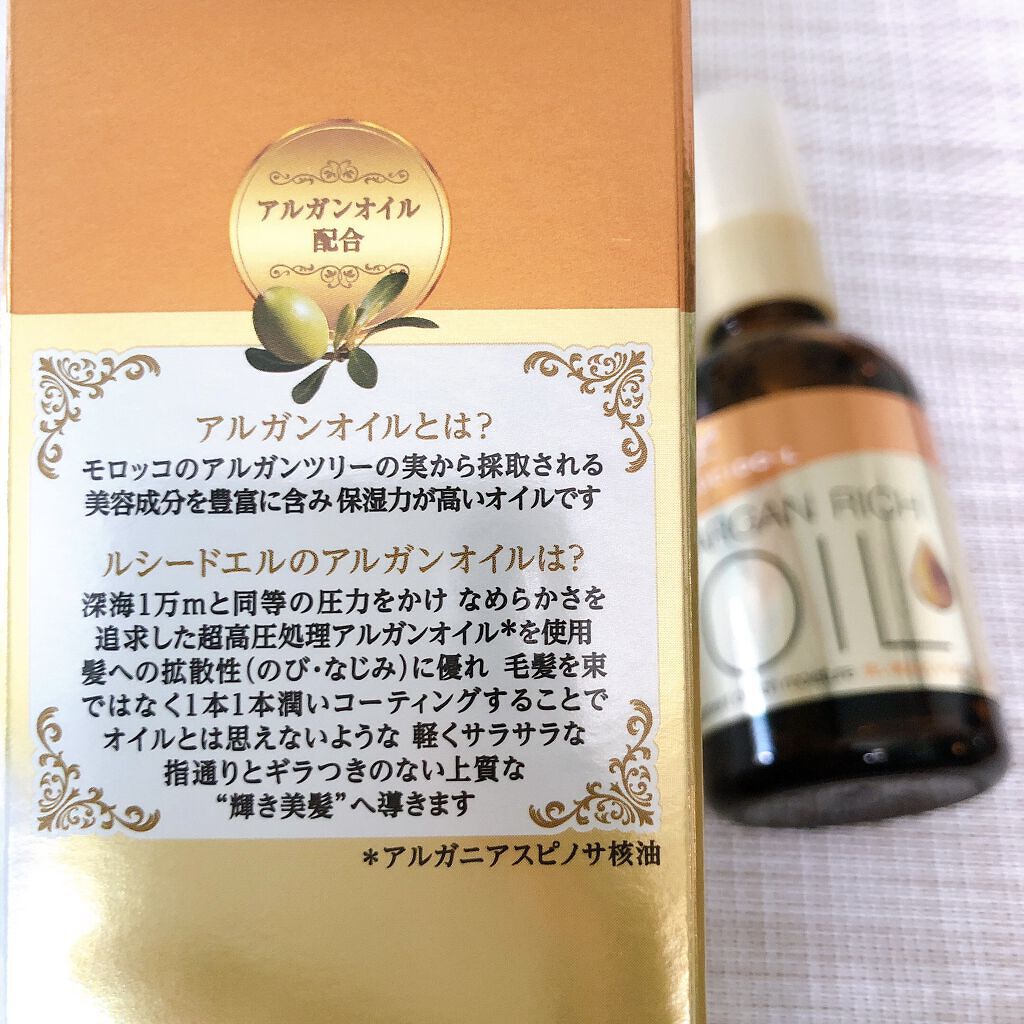 アルガンオイル
配合
アルガンオイルとは?
モロッコのアルガンツリーの実から採取される
美容成分を豊富に含み 保湿力が高いオイルです
ルシードエルのアルガンオイルは?
深海1万mと同等の圧力をかけ なめらかさを
追求した超高圧処理アルガンオイル*を使用
髪への拡散性(のび・なじみ)に優れ 毛髪を束
ではなく1本1本潤いコーティングすることで
オイルとは思えないような 軽くサラサラな
指通りとギラつきのない上質な
“輝き美髪”へ導きます
*アルガニアスピノサ核油
ARGAN RICH
OIL